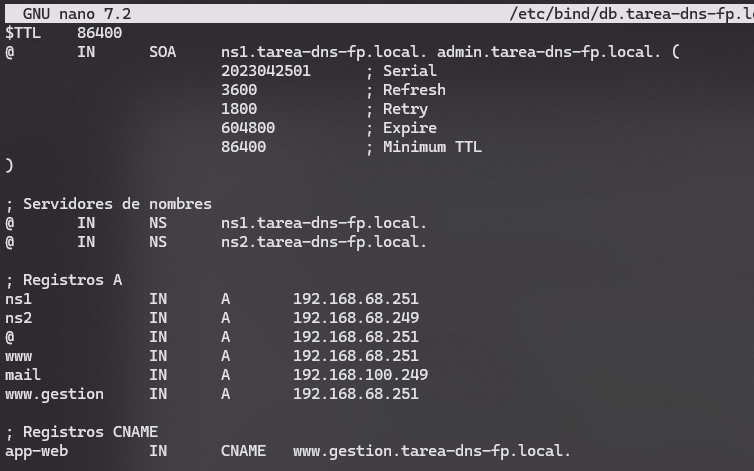 GNU nano 7.2 /etc/bind/db.tarea-dns-fp.l
$TTL 86400
@ IN SOA ns1.tarea-dns-fp.local. admin.tarea-dns-fp.local. (
2023042501 ; Serial
3600 ; Refresh
1800 ; Retry
604800 ; Expire
86400 ; Minimum TTL
)
; Servidores de nombres
@ IN NS ns1.tarea-dns-fp.local.
@ IN NS ns2.tarea-dns-fp.local.
; Registros A
ns1 IN A 192.168.68.251
ns2 IN A 192.168.68.249
@ IN A 192.168.68.251
www IN A 192.168.68.251
mail IN A 192.168.100.249
www.gestion IN A 192.168.68.251
; Registros CNAME
app-web IN CNAME www.gestion.tarea-dns-fp.local.